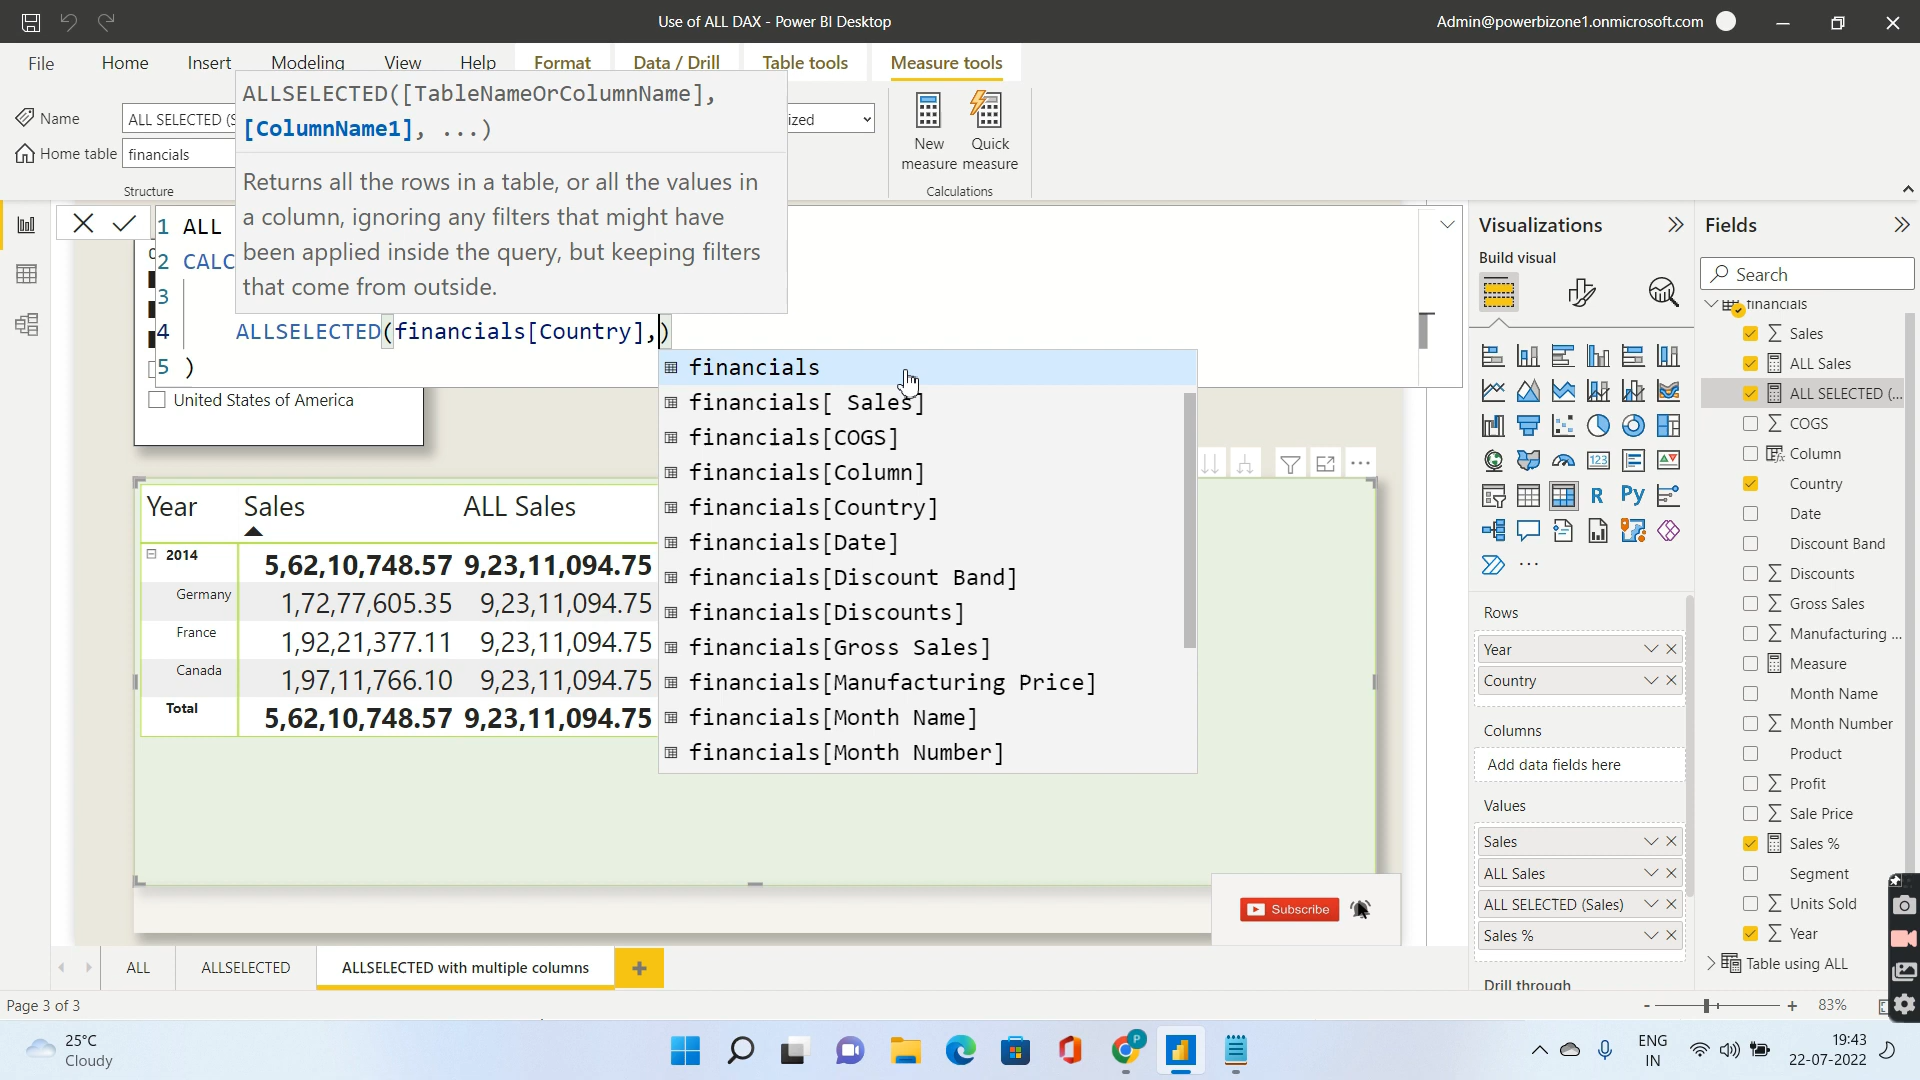 Use of ALL DAX - Power BI Desktop
Admin@powerbizone1.onmicrosoft.com
File
Home
Insert
Modeling
View
Help
Format
Data / Drill
Table tools
Measure tools
Name
ALL SELECTED (S
Home table
financials
Structure
ized
New measure
Quick measure
Calculations
ALLSELECTED([TableNameOrColumnName],
[ColumnName1], ...)
Returns all the rows in a table, or all the values in
a column, ignoring any filters that might have
been applied inside the query, but keeping filters
that come from outside.
1 ALL
2 CALC
3
4 ALLSELECTED(financials[Country],)
5 )
United States of America
financials
financials[ Sales]
financials[COGS]
financials[Column]
financials[Country]
financials[Date]
financials[Discount Band]
financials[Discounts]
financials[Gross Sales]
financials[Manufacturing Price]
financials[Month Name]
financials[Month Number]
Year Sales ALL Sales
2014 5,62,10,748.57 9,23,11,094.75
Germany 1,72,77,605.35 9,23,11,094.75
France 1,92,21,377.11 9,23,11,094.75
Canada 1,97,11,766.10 9,23,11,094.75
Total 5,62,10,748.57 9,23,11,094.75
Subscribe
Visualizations
Build visual
R
Py
123
Rows
Year
Country
Columns
Add data fields here
Values
Sales
ALL Sales
ALL SELECTED (Sales)
Sales %
Drill through
Fields
Search
financials
Sales
ALL Sales
ALL SELECTED (...
COGS
Column
Country
Date
Discount Band
Discounts
Gross Sales
Manufacturing ...
Measure
Month Name
Month Number
Product
Profit
Sale Price
Sales %
Segment
Units Sold
Year
Table using ALL
ALL
ALLSELECTED
ALLSELECTED with multiple columns
Page 3 of 3
- + 83%
25°C
Cloudy
P
ENG
IN
19:43
22-07-2022